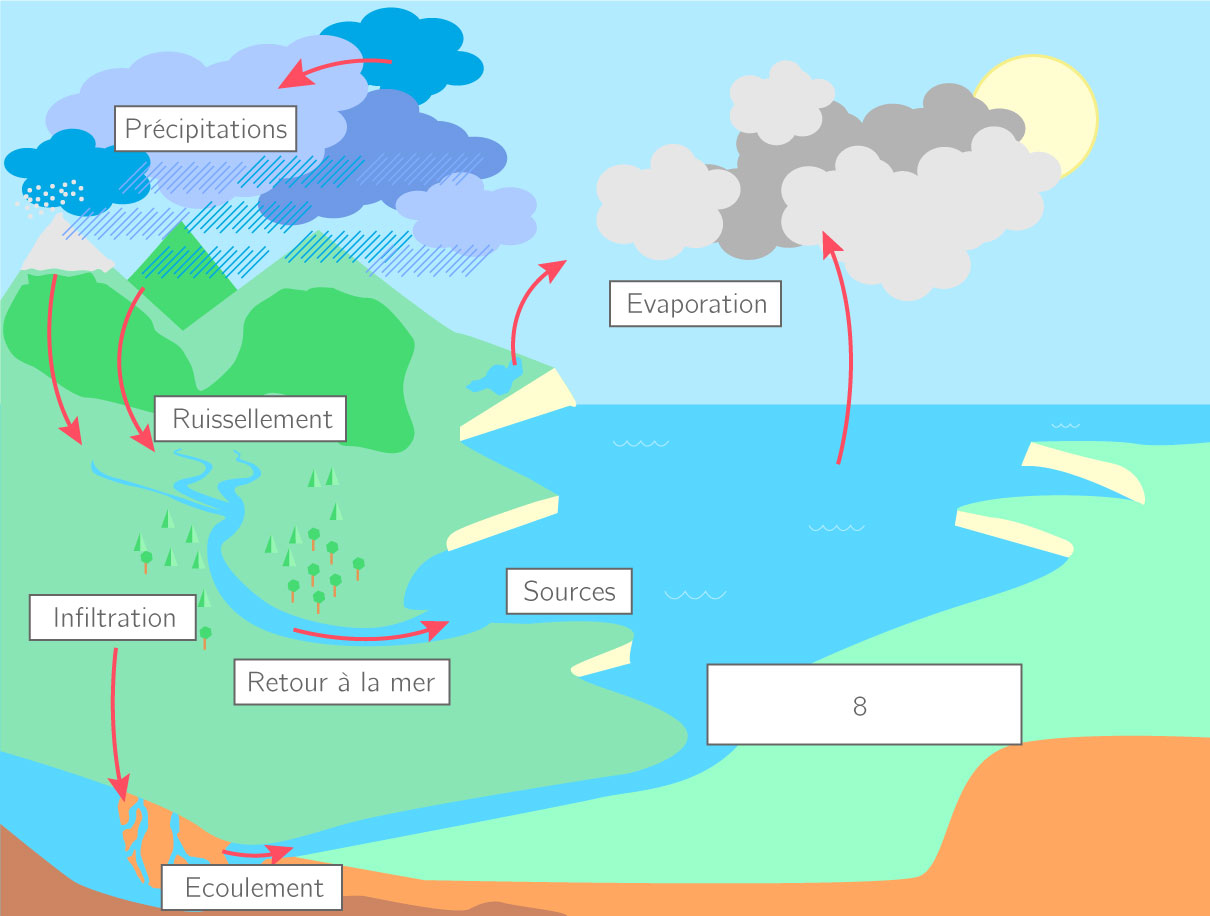 Précipitations
Evaporation
Ruissellement
Sources
Infiltration
Retour à la mer
8
Ecoulement